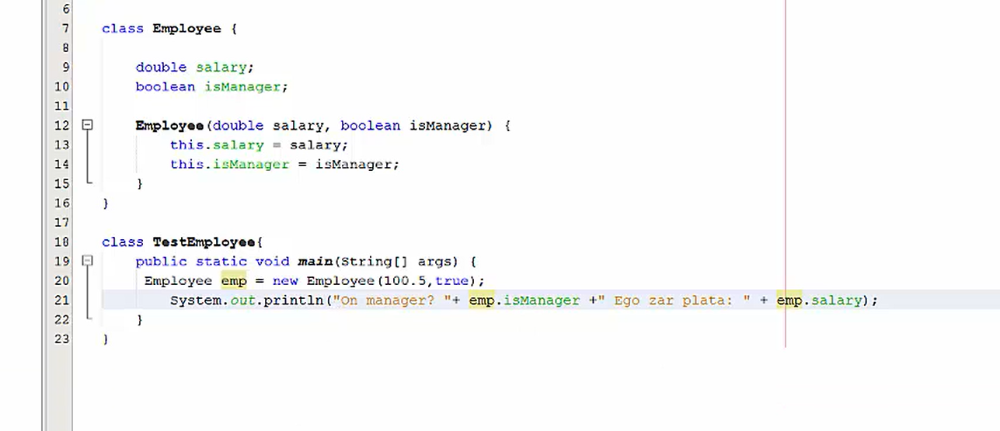 6
7 class Employee {
8
9 double salary;
10 boolean isManager;
11
12 Employee(double salary, boolean isManager) {
13 this.salary = salary;
14 this.isManager = isManager;
15 }
16 }
17
18 class TestEmployee{
19 public static void main(String[] args) {
20 Employee emp = new Employee(100.5,true);
21 System.out.println("On manager? "+ emp.isManager +" Ego zar plata: " + emp.salary);
22 }
23 }